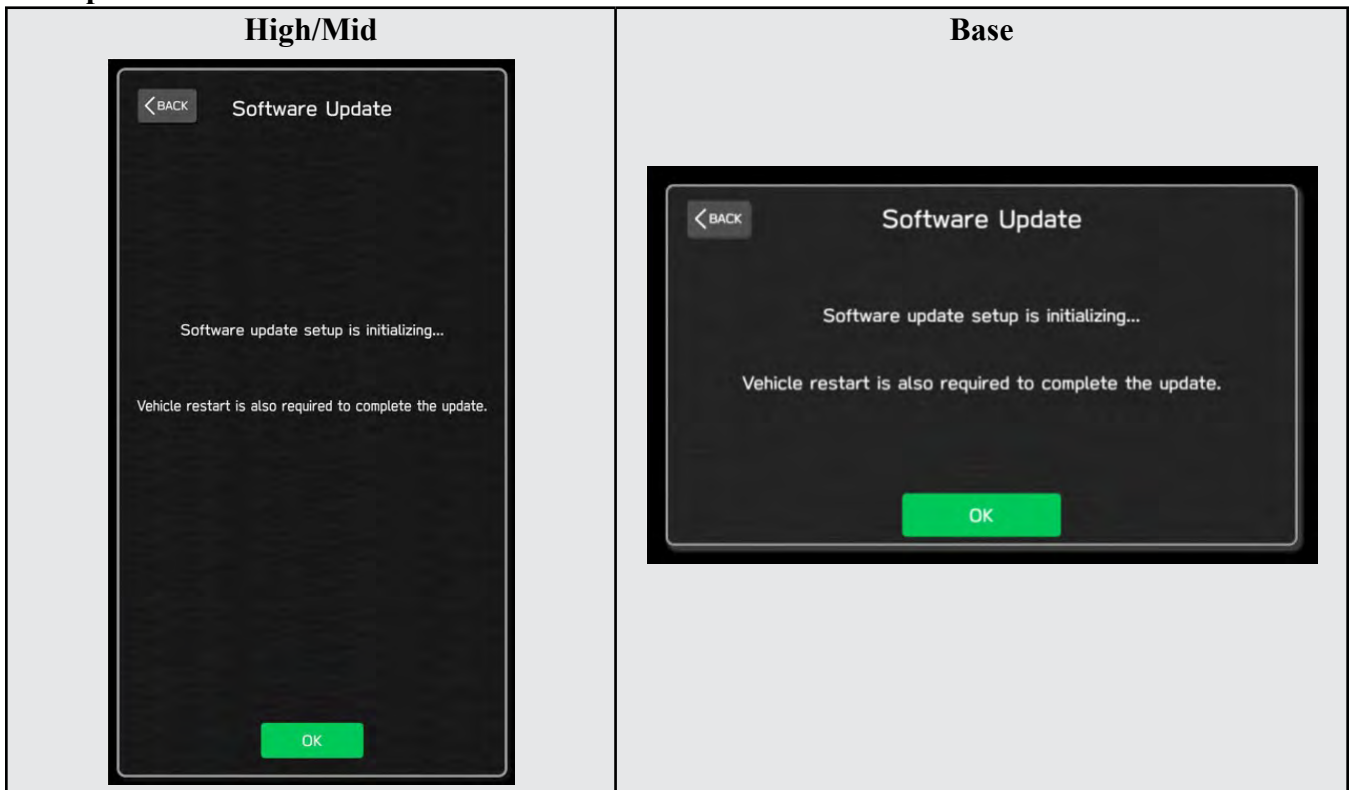 High/Mid
Base
BACK
Software Update
Software update setup is initializing...
Vehicle restart is also required to complete the update.
OK
BACK
Software Update
Software update setup is initializing...
Vehicle restart is also required to complete the update.
OK